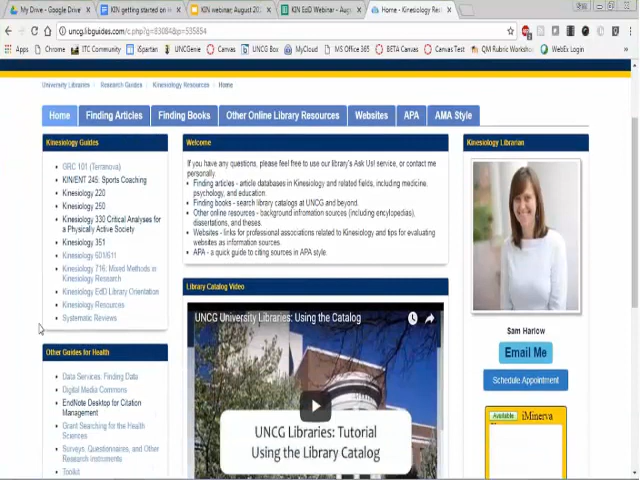 My Drive - Google Dri
KIN getting started on
KIN webinar, August 20
KIN EdD Webinar - Aug
Home - Kinesiology Res
uncg.libguides.com/c.php?g=83084&p=535854
Chrome
ITC Community
iSpartan
UNCGenie
Canvas
UNCG Box
MyCloud
MS Office 365
BETA Canvas
Canvas Test
QM Rubric Workshop
WebEx Login
University Libraries
Research Guides
Kinesiology Resources
Home
Home
Finding Articles
Finding Books
Other Online Library Resources
Websites
APA
AMA Style
Kinesiology Guides
GRC 101 (Terranova)
KIN/ENT 245: Sports Coaching
Kinesiology 220
Kinesiology 250
Kinesiology 330 Critical Analyses for
a Physically Active Society
Kinesiology 351
Kinesiology 601/611
Kinesiology 716: Mixed Methods in
Kinesiology Research
Kinesiology EdD Library Orientation
Kinesiology Resources
Systematic Reviews
Other Guides for Health
Data Services: Finding Data
Digital Media Commons
EndNote Desktop for Citation
Management
Grant Searching for the Health
Sciences
Surveys, Questionnaires, and Other
Research Instruments
Toolkit
Welcome
If you have any questions, please feel free to use our library's Ask Us! service, or contact me
personally.
Finding articles - article databases in Kinesiology and related fields, including medicine,
psychology, and education.
Finding books - search library catalogs at UNCG and beyond.
Other online resources - background information sources (including encyclopedias),
dissertations, and theses.
Websites - links for professional associations related to Kinesiology and tips for evaluating
websites as information sources.
APA - a quick guide to citing sources in APA style
Library Catalog Video
UNCG University Libraries: Using the Catalog
UNCG Libraries: Tutorial
Using the Library Catalog
Kinesiology Librarian
Sam Harlow
Email Me
Schedule Appointment
Available
iMinerva